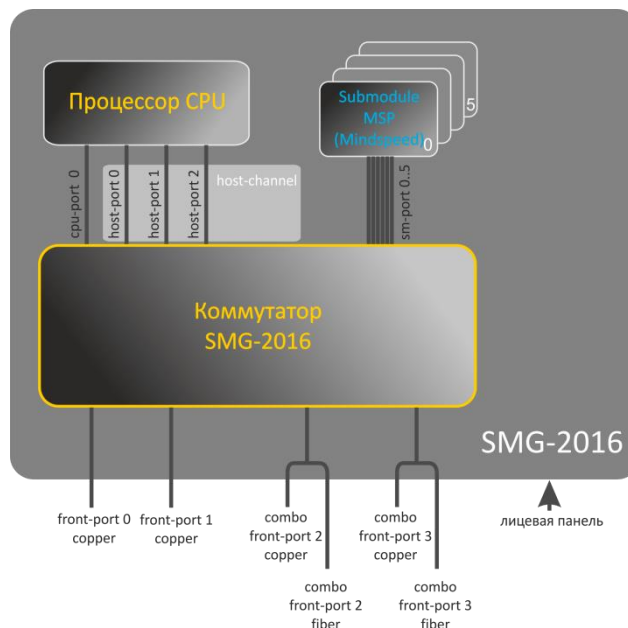 Процессор CPU
Submodule
MSP
(Mindspeed)
0
5
cpu-port 0
host-port 0
host-port 1
host-port 2
host-channel
sm-port 0..5
Коммутатор
SMG-2016
SMG-2016
front-port 0
copper
front-port 1
copper
combo
front-port 2
copper
combo
front-port 3
copper
лицевая панель
combo
front-port 2
fiber
combo
front-port 3
fiber